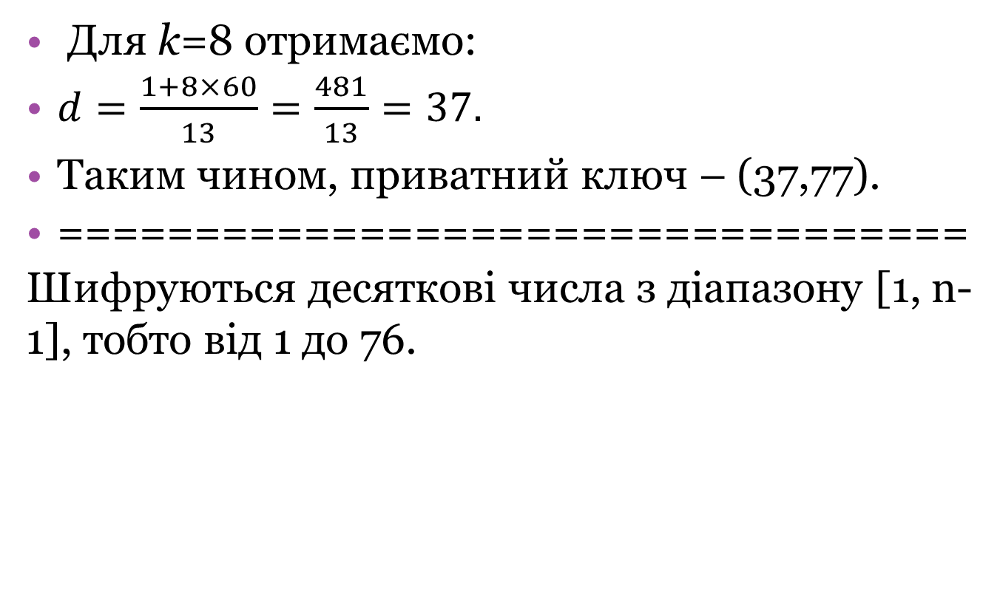 • Для k=8 отримаємо:
• d = \frac{1+8×60}{13} = \frac{481}{13} = 37.
• Таким чином, приватний ключ – (37,77).
• =================================
Шифруються десяткові числа з діапазону [1, n-
1], тобто від 1 до 76.